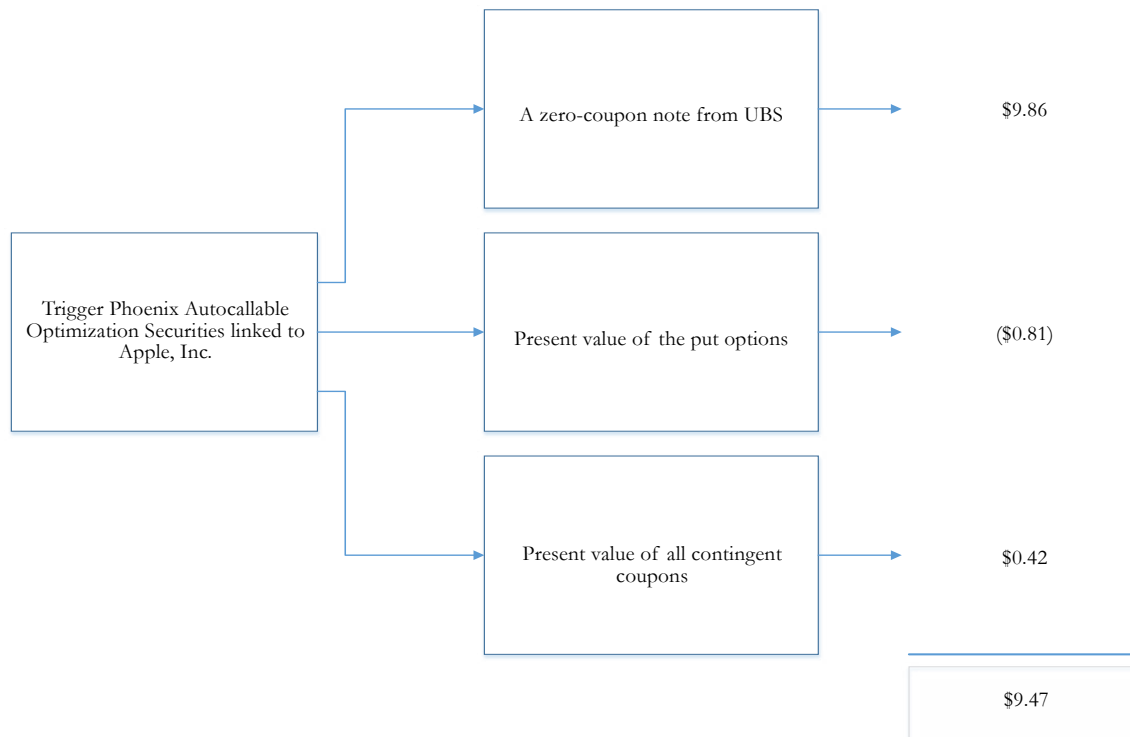 A zero-coupon note from UBS
$9.86
Trigger Phoenix Autocallable
Optimization Securities linked to
Apple, Inc.
Present value of the put options
($0.81)
Present value of all contingent
coupons
$0.42
$9.47